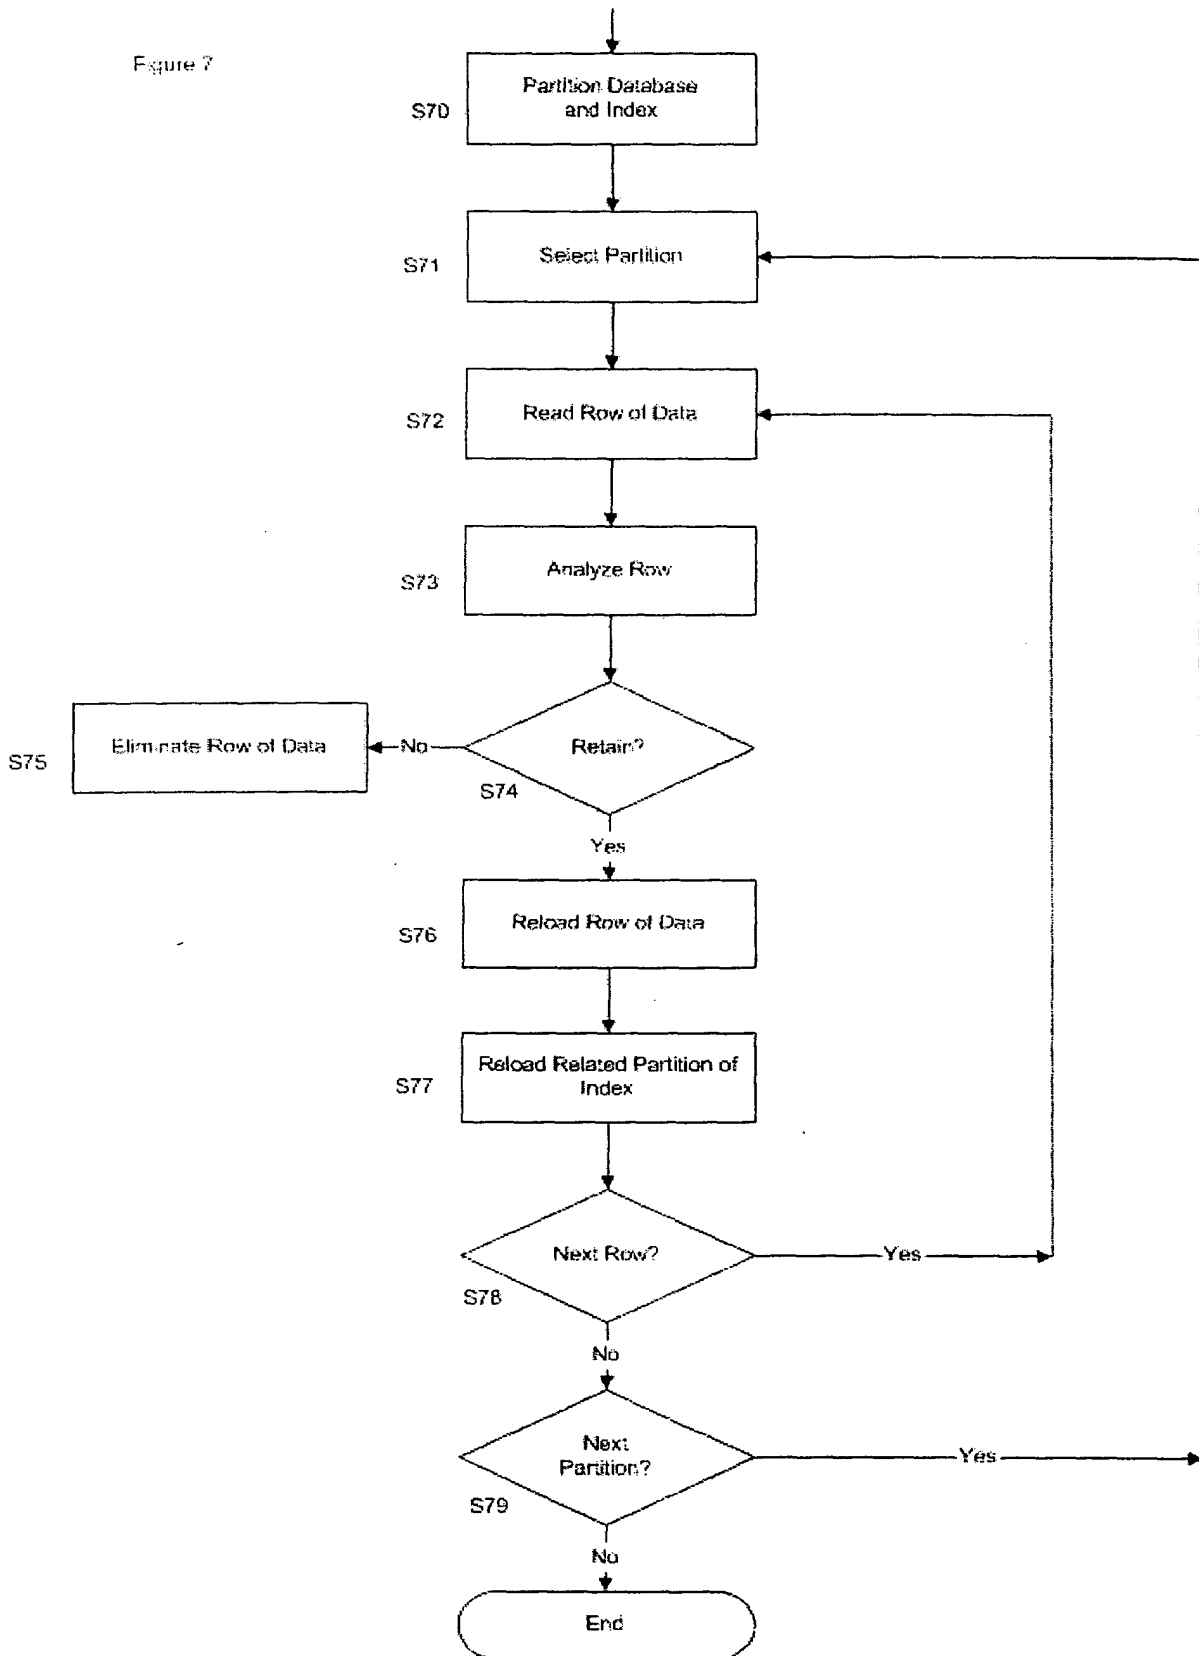 Figure 7
Partition Database
and Index
S70
Select Partition
S71
Read Row of Data
S72
Analyze Row
S73
Eliminate Row of Data
No
Retain?
S75
S74
Yes
Reload Row of Data
S76
Reload Related Partition of
Index
S77
Next Row?
Yes
S78
No
Next
Partition?
Yes
S79
No
End